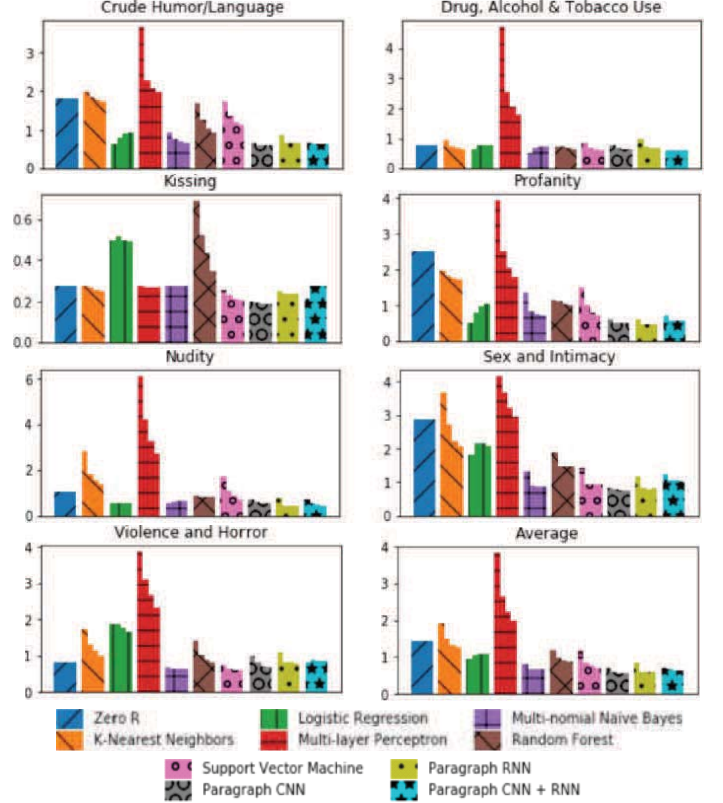 Crude Humor/Language
Drug, Alcohol & Tobacco Use
3
2
1
0
4
3
2
1
0
Kissing
Profanity
0.6
0.4
0.2
0.0
4
3
2
1
0
Nudity
Sex and Intimacy
6
4
2
0
4
3
2
1
0
Violence and Horror
Average
4
3
2
1
0
4
3
2
1
0
Zero R
Logistic Regression
Multi-nomial Naive Bayes
K-Nearest Neighbors
Multi-layer Perceptron
Random Forest
Support Vector Machine
Paragraph RNN
Paragraph CNN
Paragraph CNN + RNN